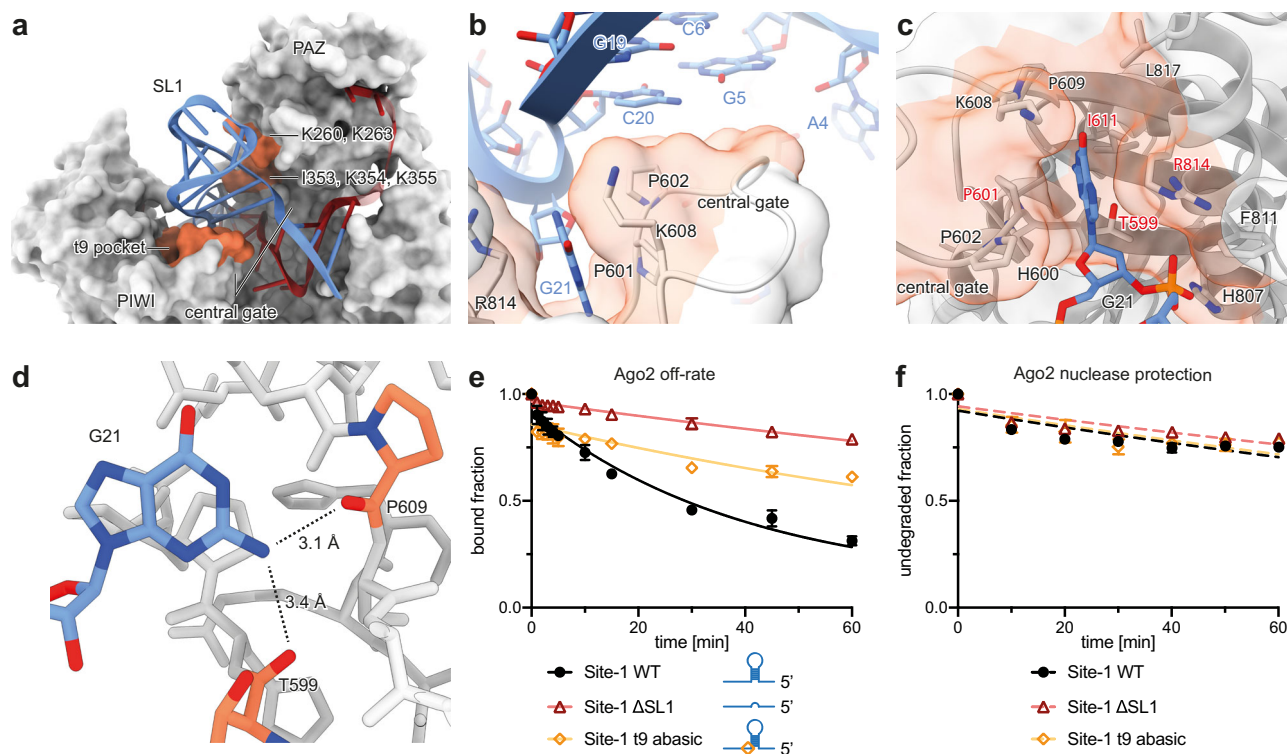 a
PAZ
SL1
K260, K263
I353, K354, K355
t9 pocket
PIWI
central gate
b
C6
G19
G5
C20
A4
P602
central gate
K608
P601
G21
R814
c
L817
P609
K608
I611
R814
P601
T599
F811
P602
H600
central gate
G21
H807
d
G21
P609
3.1 Å
3.4 Å
T599
e
Ago2 off-rate
bound fraction
1.0
0.5
0.0
0 20 40 60
time [min]
Site-1 WT 5’
Site-1 ΔSL1 5’
Site-1 t9 abasic 5’
f
Ago2 nuclease protection
undegraded fraction
1.0
0.5
0.0
0 20 40 60
time [min]
Site-1 WT
Site-1 ΔSL1
Site-1 t9 abasic